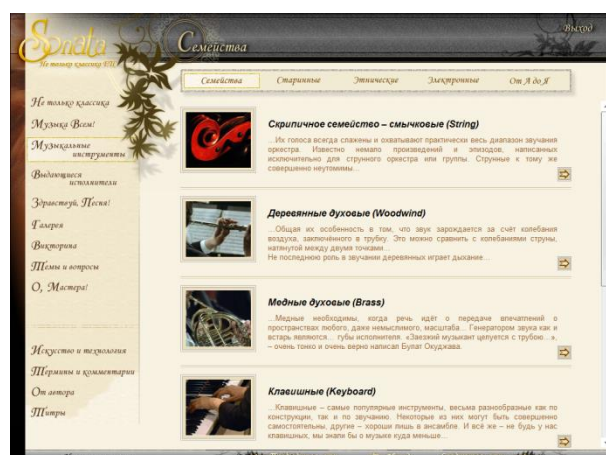 Соната
Не только классика
Семейства
Выход
Семейства
Старинные
Этнические
Электронные
От А до Я
Не только классика
Музыка Всем!
Музыкальные
инструменты
Выдающиеся
исполнители
Здравствуй, Песня!
Галерея
Викторина
Темы и вопросы
О, Мастера!
Искусство и технология
Термины и комментарии
От автора
Титры
Скрипичное семейство – смычковые (String)
...Их голоса всегда слажены и охватывают практически весь диапазон звучания
оркестра. Известно немало произведений и эпизодов, написанных
исключительно для струнного оркестра или группы. Струнные к тому же
совершенно неутомимы...
Деревянные духовые (Woodwind)
...Общая их особенность в том, что звук зарождается за счёт колебания
воздуха, заключённого в трубку. Это можно сравнить с колебаниями струны,
натянутой между двумя точками...
Не последнюю роль в звучании деревянных играет дыхание...
Медные духовые (Brass)
...Медные необходимы, когда речь идёт о передаче впечатлений о
пространствах любого, даже немыслимого, масштаба... Генератором звука как и
встарь являются... губы исполнителя. «Заезжий музыкант целуется с трубою...»,
– очень тонко и очень верно написал Булат Окуджава.
Клавишные (Keyboard)
...Клавишные – самые популярные инструменты, весьма разнообразные как по
конструкции, так и по звучанию. Некоторые из них могут быть совершенно
самостоятельны, другие – хороши лишь в ансамбле. И всё же – не будь у нас
клавишных, мы знали бы о музыке куда меньше...